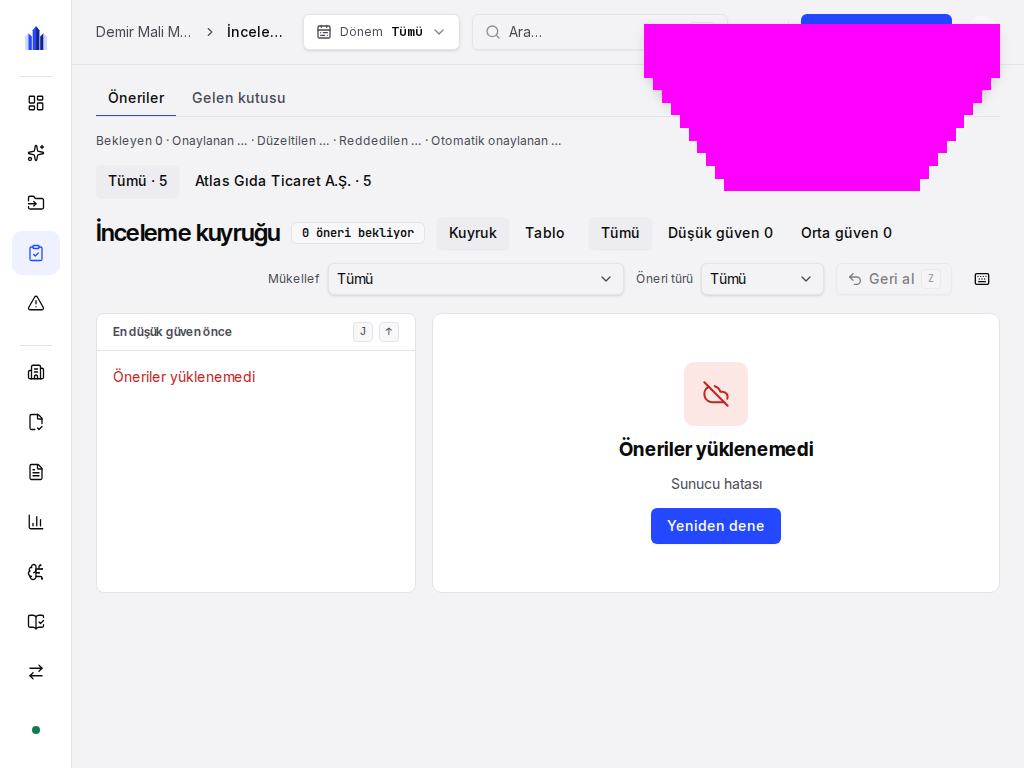 Demir Mali M… > İncele… Dönem Tümü Ara…
Öneriler Gelen kutusu
Bekleyen 0 · Onaylanan … · Düzeltilen … · Reddedilen … · Otomatik onaylanan …
Tümü · 5 Atlas Gıda Ticaret A.Ş. · 5
İnceleme kuyruğu 0 öneri bekliyor Kuyruk Tablo Tümü Düşük güven 0 Orta güven 0
Mükellef Tümü Öneri türü Tümü Geri al Z
En düşük güven önce J ↑
Öneriler yüklenemedi
Öneriler yüklenemedi
Sunucu hatası
Yeniden dene